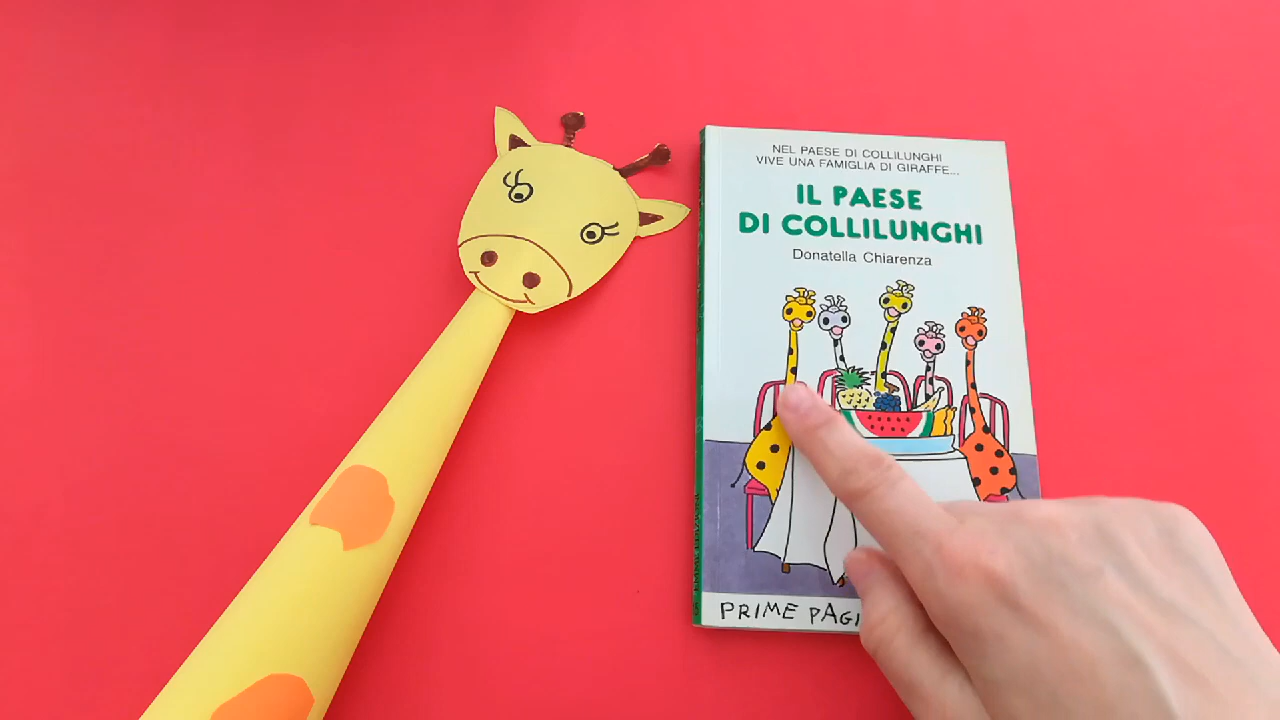 NEL PAESE DI COLLILUNGHI
VIVE UNA FAMIGLIA DI GIRAFFE...
IL PAESE
DI COLLILUNGHI
Donatella Chiarenza
PRIME PAGI